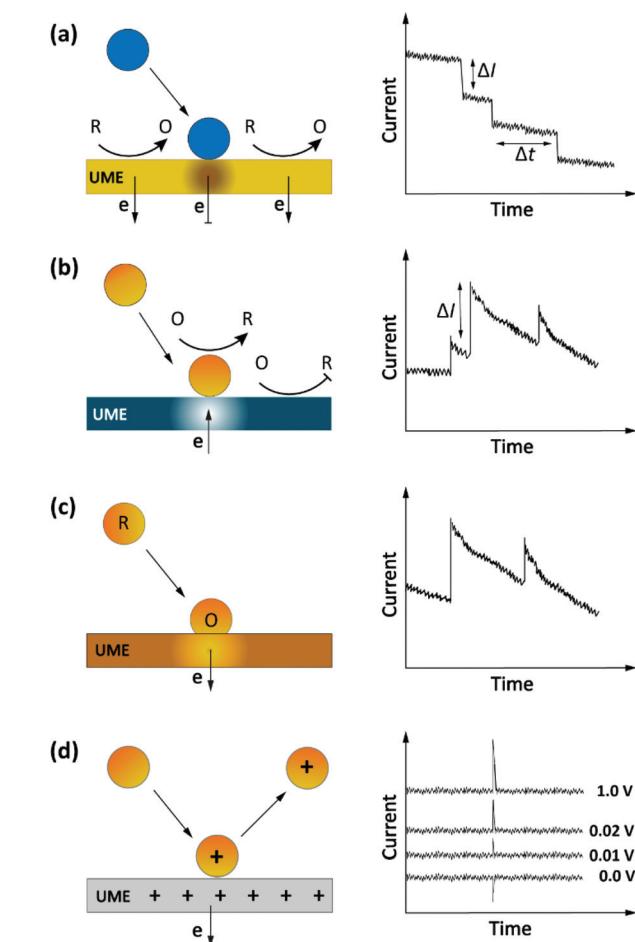 (a)
R
O
R
O
UME
e
e
e
Current
ΔI
Δt
Time
(b)
O
R
O
R
UME
e
Current
ΔI
Time
(c)
R
O
UME
e
Current
Time
(d)
+
+
UME + + + + + +
e
Current
1.0 V
0.02 V
0.01 V
0.0 V
Time